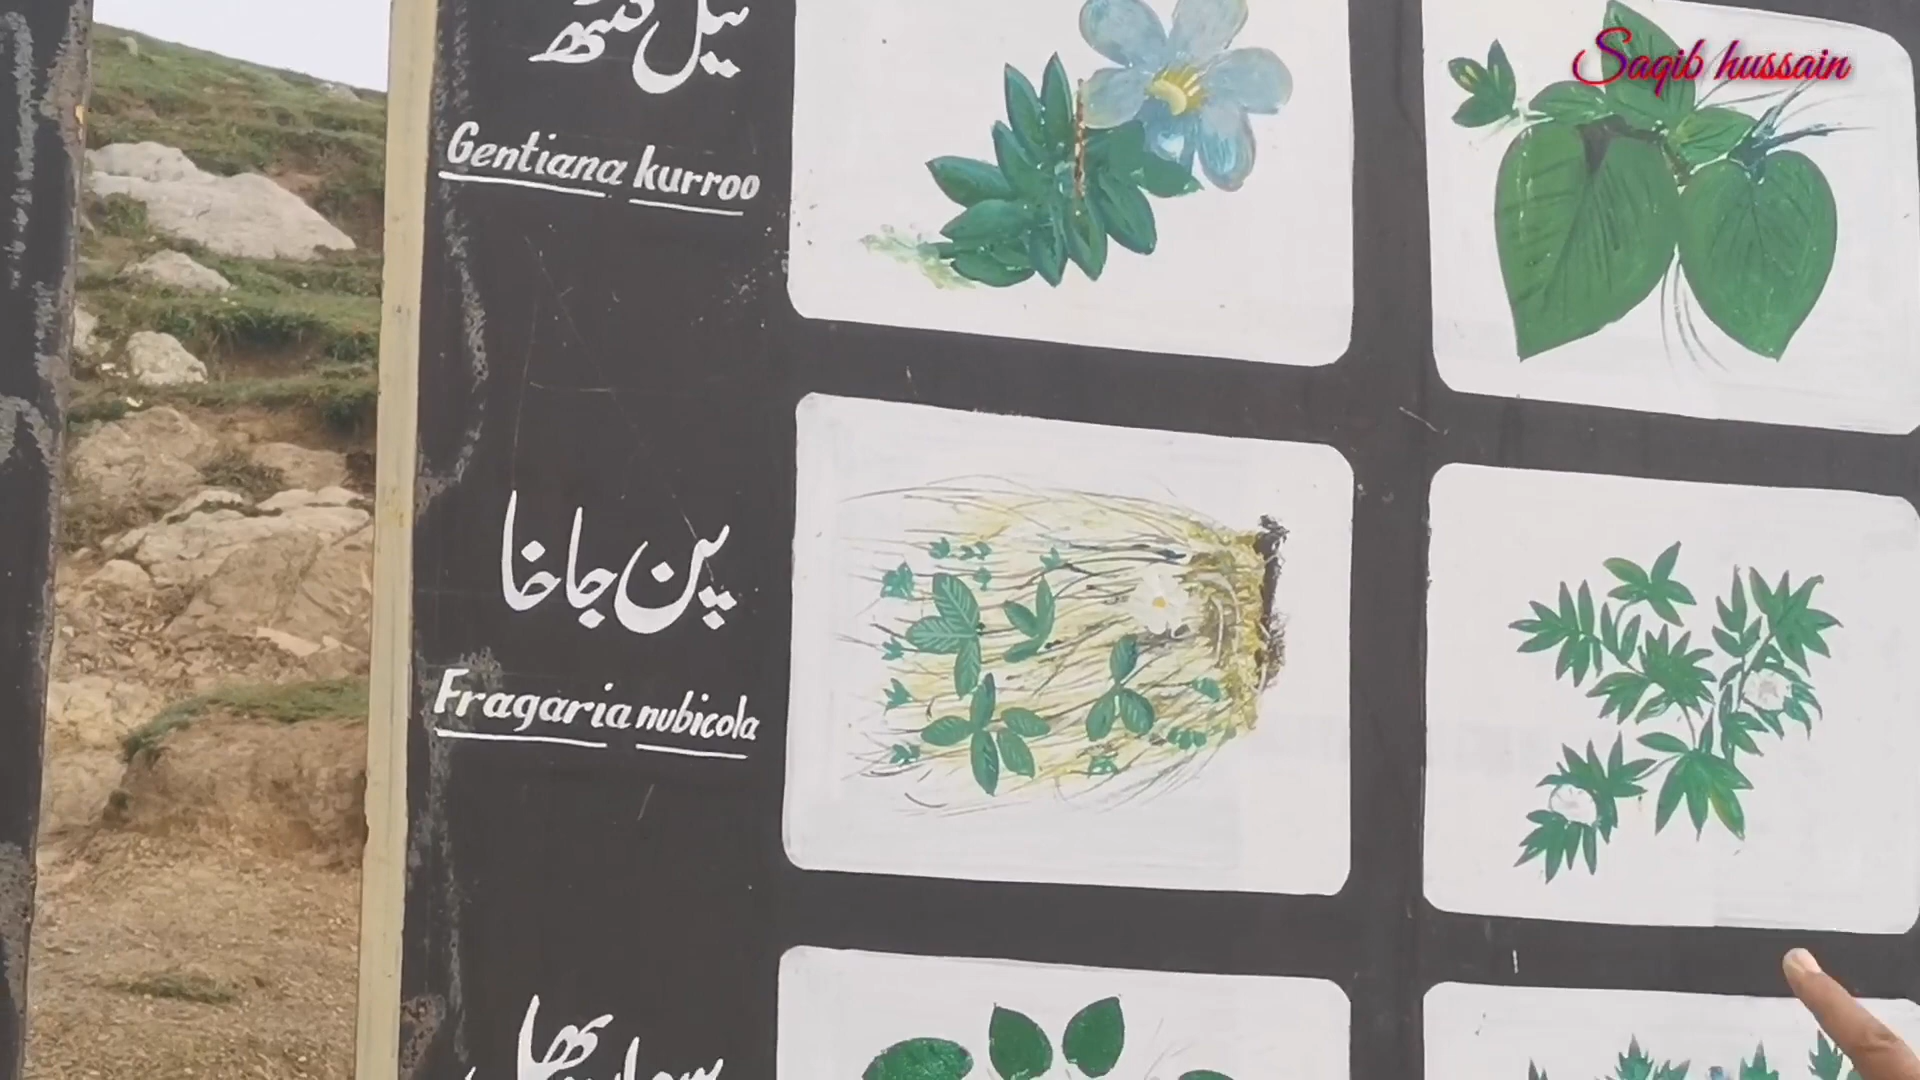 نیل کنٹھ
Saqib hussain
Gentiana kurroo
پن جاخا
Fragaria nubicola